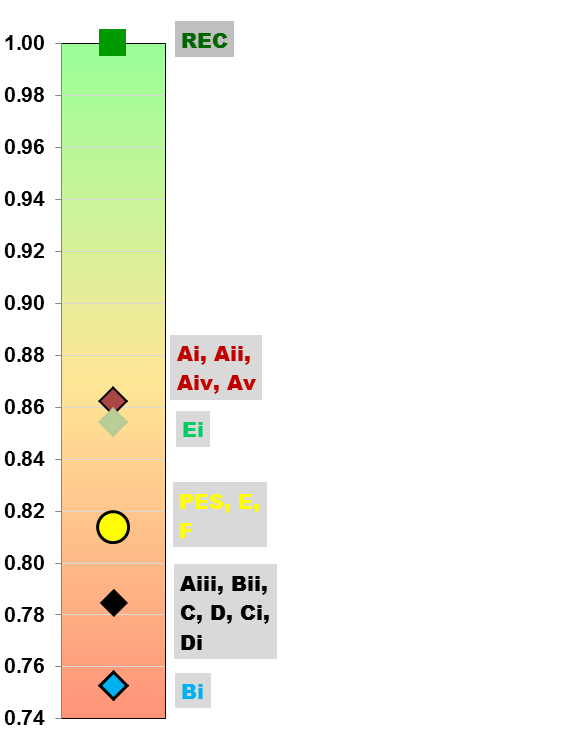 1.00
REC
0.98
0.96
0.94
0.92
0.90
0.88
Ai, Aii,
Aiv, Av
0.86
Ei
0.84
0.82
PES, E,
F
0.80
Aiii, Bii,
C, D, Ci,
Di
0.78
0.76
Bi
0.74